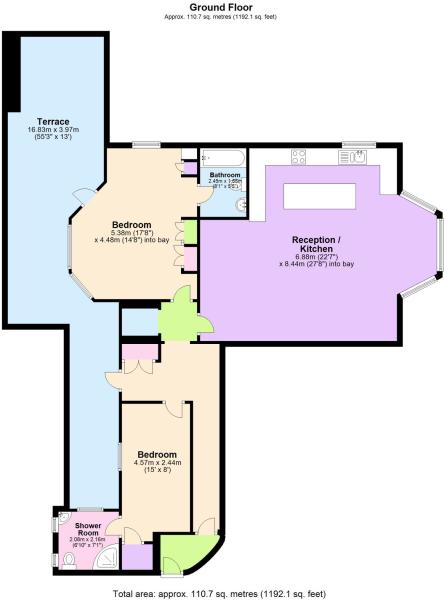 Ground Floor
Approx. 110.7 sq. metres (1192.1 sq. feet)
Terrace
16.83m x 3.97m
(55'3" x 13')
Bathroom
2.45m x 1.66m
(8'1" x 5'5")
Bedroom
5.38m (17'8")
x 4.48m (14'8") into bay
Reception /
Kitchen
6.88m (22'7")
x 8.44m (27'8") into bay
Bedroom
4.57m x 2.44m
(15' x 8')
Shower
Room
2.08m x 2.16m
(6'10" x 7'1")
Total area: approx. 110.7 sq. metres (1192.1 sq. feet)